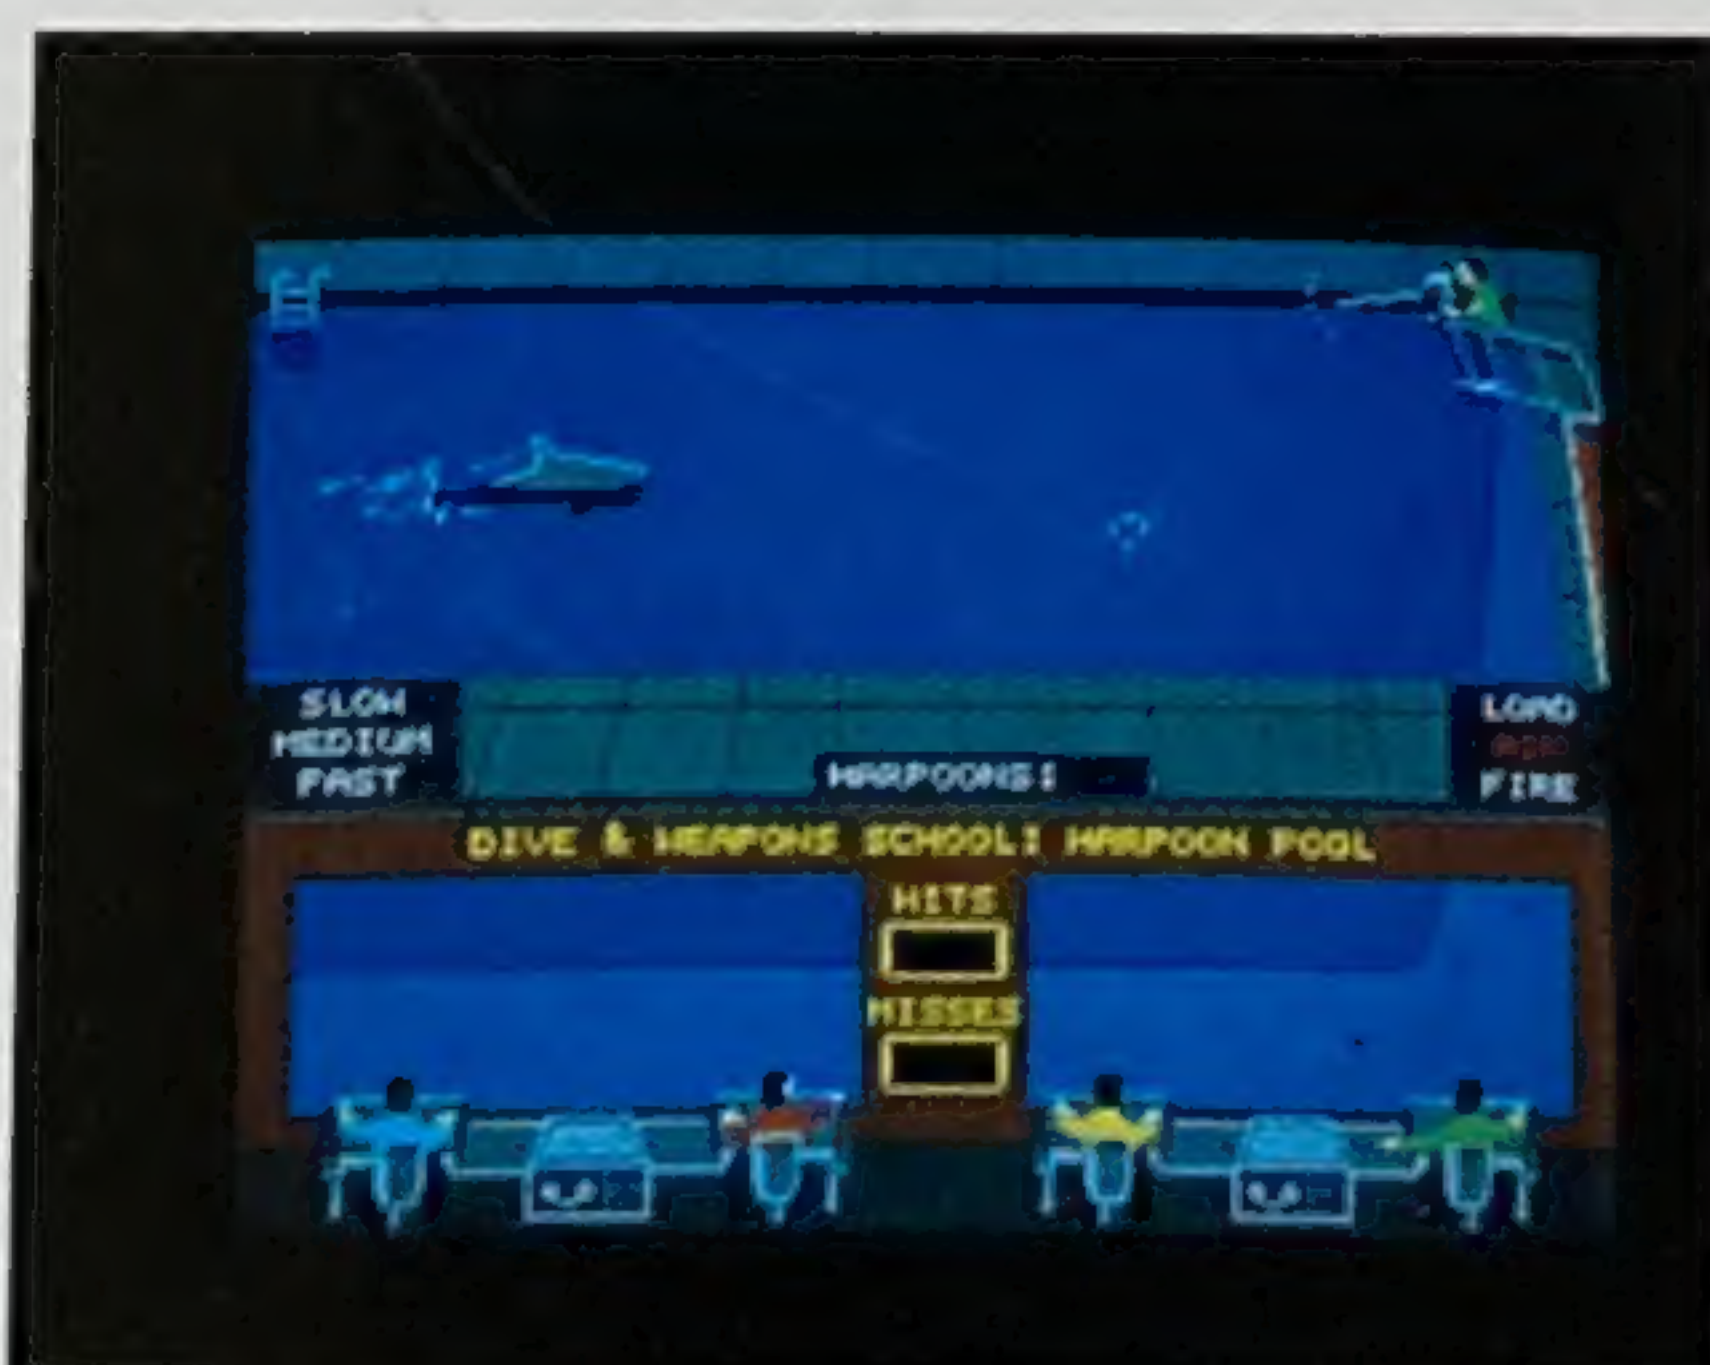 SLOW
MEDIUM
FAST
HARPOONS:
LOAD
FIRE
DIVE & WEAPONS SCHOOL: HARPOON POOL
HITS
MISSES